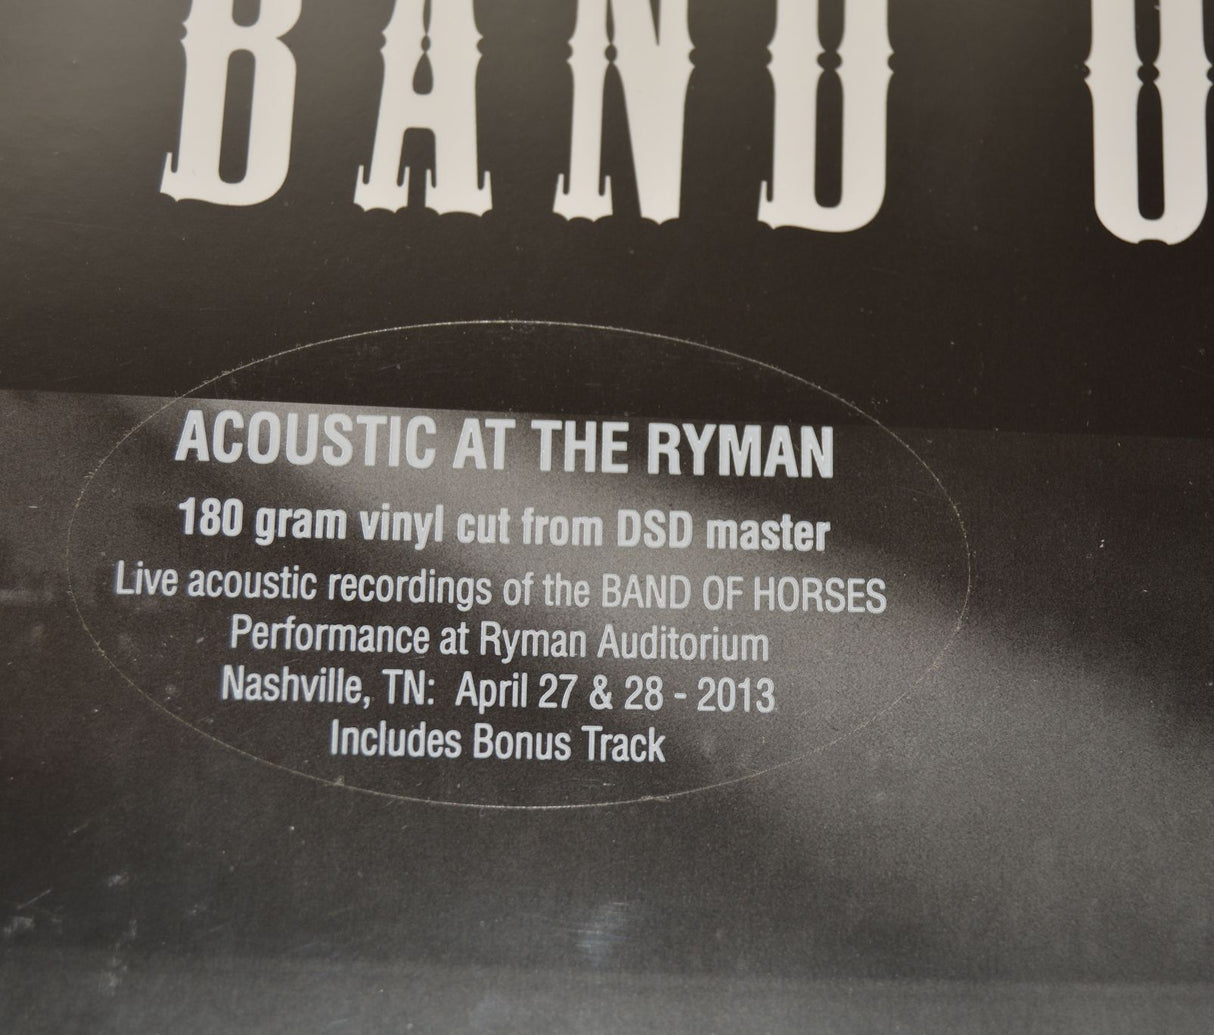 BAND O
ACOUSTIC AT THE RYMAN
180 gram vinyl cut from DSD master
Live acoustic recordings of the BAND OF HORSES
Performance at Ryman Auditorium
Nashville, TN: April 27 & 28 - 2013
Includes Bonus Track